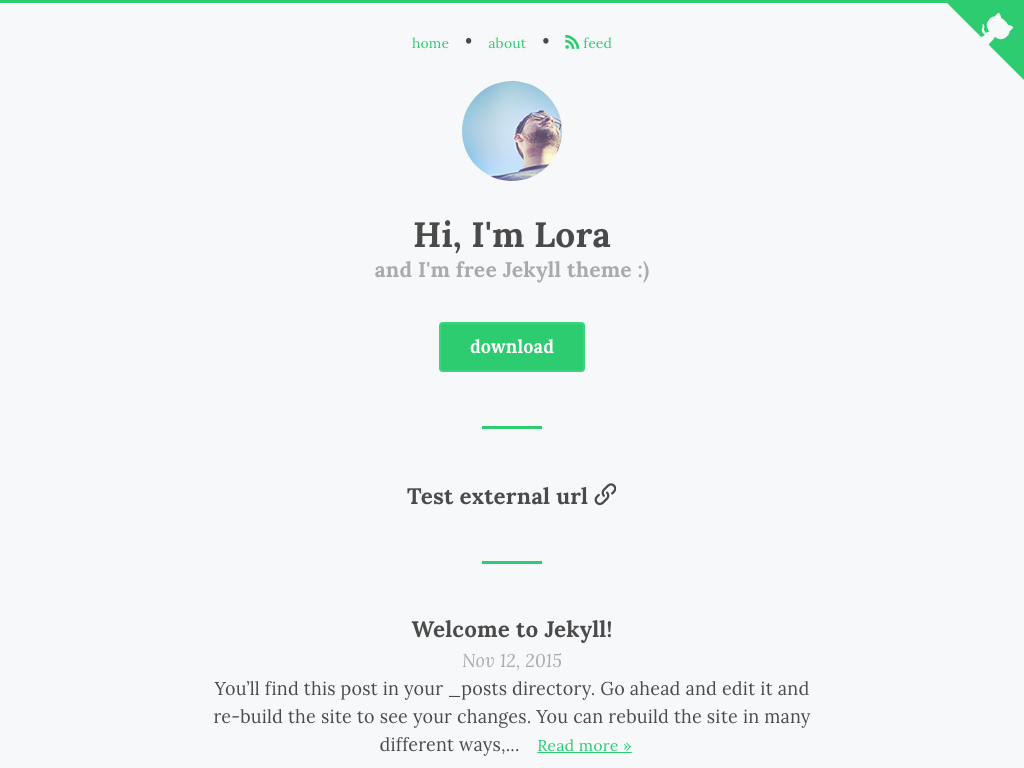 home • about • feed
Hi, I'm Lora
and I'm free Jekyll theme :)
download
Test external url
Welcome to Jekyll!
Nov 12, 2015
You’ll find this post in your _posts directory. Go ahead and edit it and
re-build the site to see your changes. You can rebuild the site in many
different ways,... Read more »